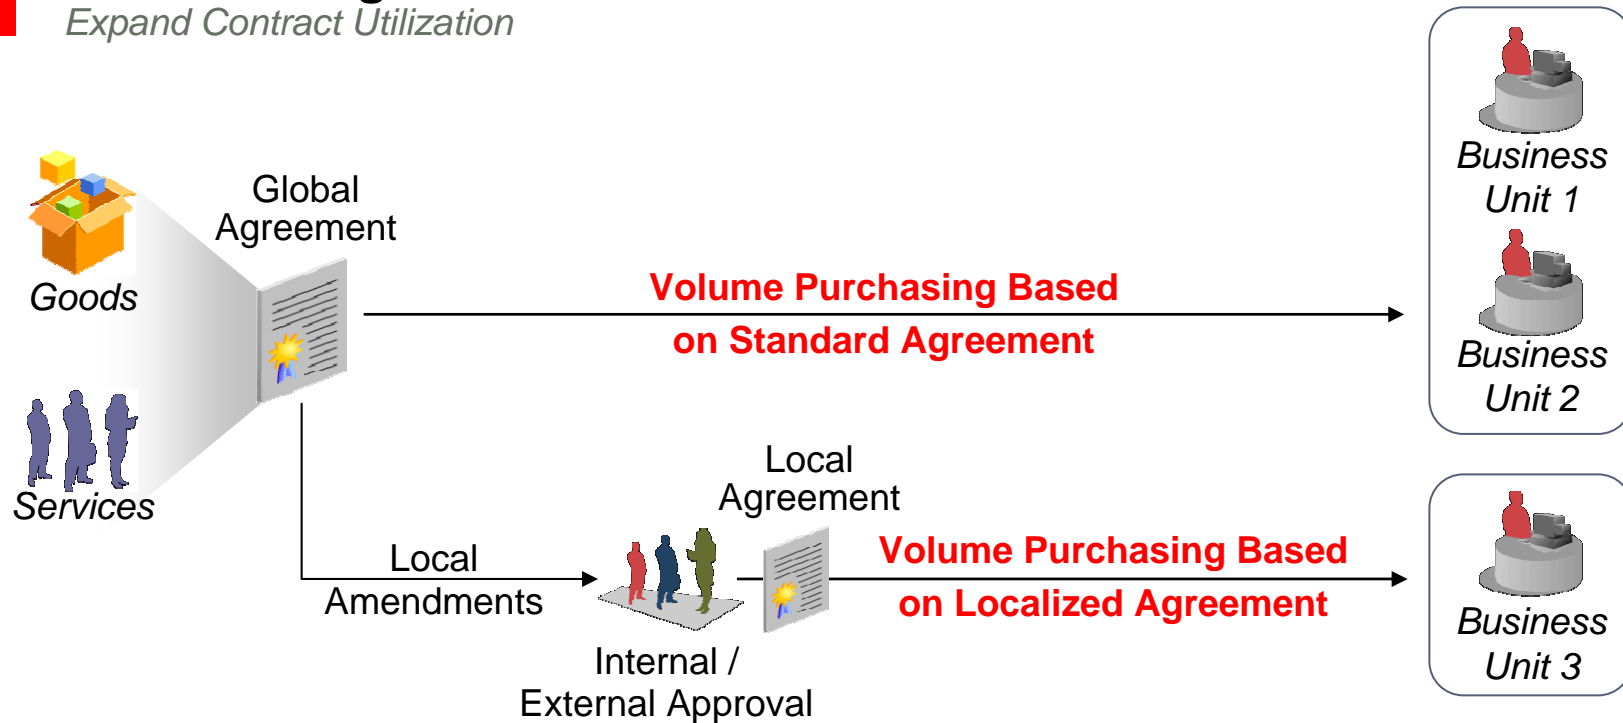 Expand Contract Utilization
Business
Unit 1
Global
Agreement
Goods
Volume Purchasing Based
on Standard Agreement
Business
Unit 2
Services
Local
Agreement
Local
Amendments
Volume Purchasing Based
on Localized Agreement
Internal /
External Approval
Business
Unit 3